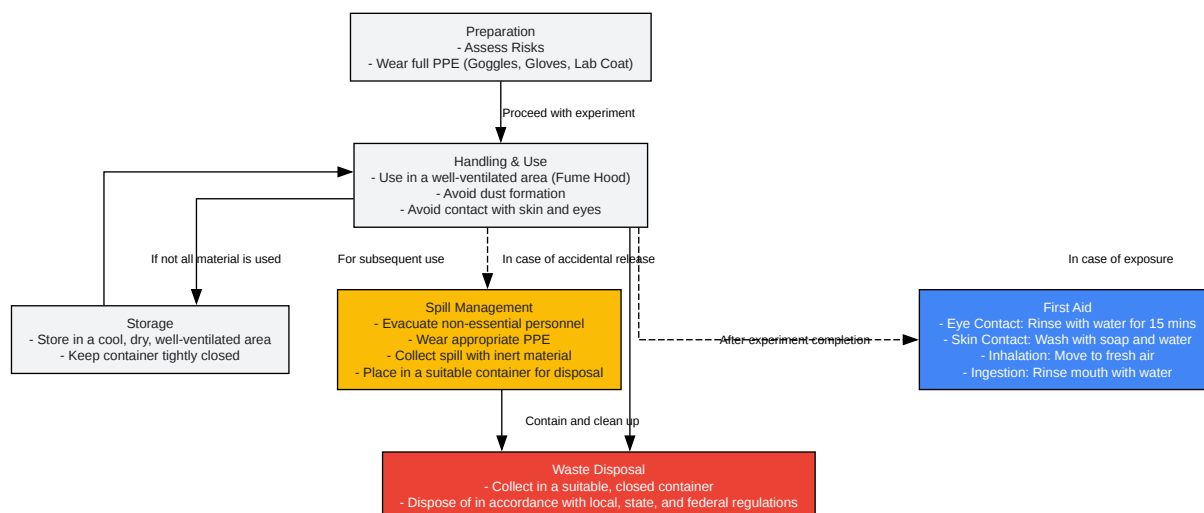 Preparation
- Assess Risks
- Wear full PPE (Goggles, Gloves, Lab Coat)
Proceed with experiment
Handling & Use
- Use in a well-ventilated area (Fume Hood)
- Avoid dust formation
- Avoid contact with skin and eyes
If not all material is used
For subsequent use
In case of accidental release
In case of exposure
Storage
- Store in a cool, dry, well-ventilated area
- Keep container tightly closed
Spill Management
- Evacuate non-essential personnel
- Wear appropriate PPE
- Collect spill with inert material
- Place in a suitable container for disposal
After experiment completion
First Aid
- Eye Contact: Rinse with water for 15 mins
- Skin Contact: Wash with soap and water
- Inhalation: Move to fresh air
- Ingestion: Rinse mouth with water
Contain and clean up
Waste Disposal
- Collect in a suitable, closed container
- Dispose of in accordance with local, state, and federal regulations